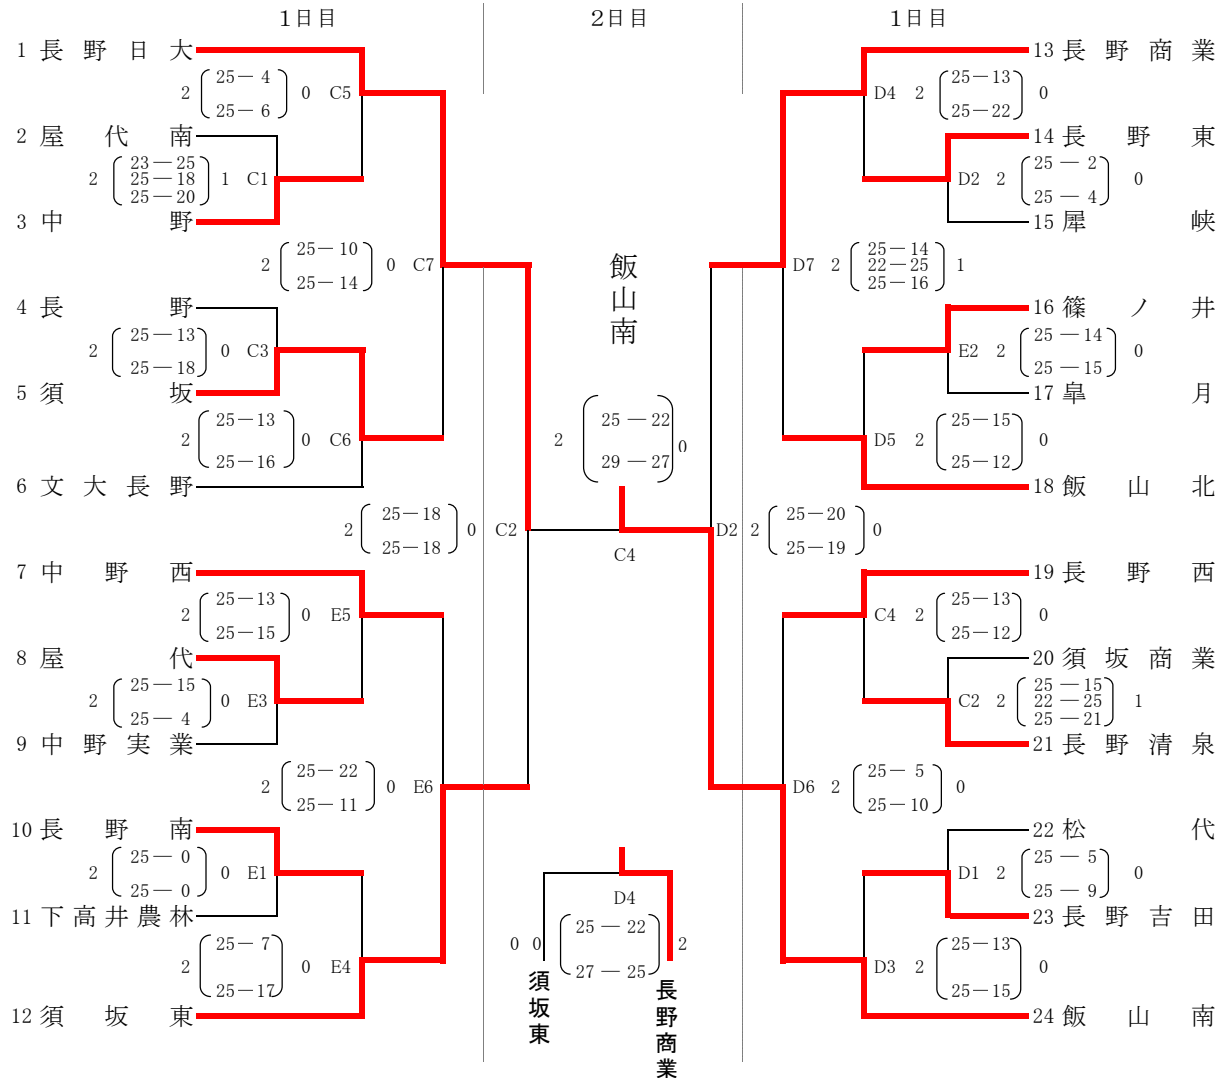 1日目
2日目
1日目
1 長野日大
2 25－4 25－6 0 C5
2 屋代南
2 23－25 25－18 25－20 1 C1
3 中野
2 25－10 25－14 0 C7
4 長野
2 25－13 25－18 0 C3
5 須坂
2 25－13 25－16 0 C6
6 文大長野
2 25－18 25－18 0 C2
7 中野西
2 25－13 25－15 0 E5
8 屋代
2 25－15 25－4 0 E3
9 中野実業
2 25－22 25－11 0 E6
10 長野南
2 25－0 25－0 0 E1
11 下高井農林
2 25－7 25－17 0 E4
12 須坂東
飯山南
2 25－22 29－27 0
C4
D4
0 0 25－22 27－25 2
須坂東
長野商業
13 長野商業
D4 2 25－13 25－22 0
14 長野東
D2 2 25－2 25－4 0
15 犀峡
D7 2 25－14 22－25 25－16 1
16 篠ノ井
E2 2 25－14 25－15 0
17 皐月
D5 2 25－15 25－12 0
18 飯山北
D2 2 25－20 25－19 0
19 長野西
C4 2 25－13 25－12 0
20 須坂商業
C2 2 25－15 22－25 25－21 1
21 長野清泉
D6 2 25－5 25－10 0
22 松代
D1 2 25－5 25－9 0
23 長野吉田
D3 2 25－13 25－15 0
24 飯山南